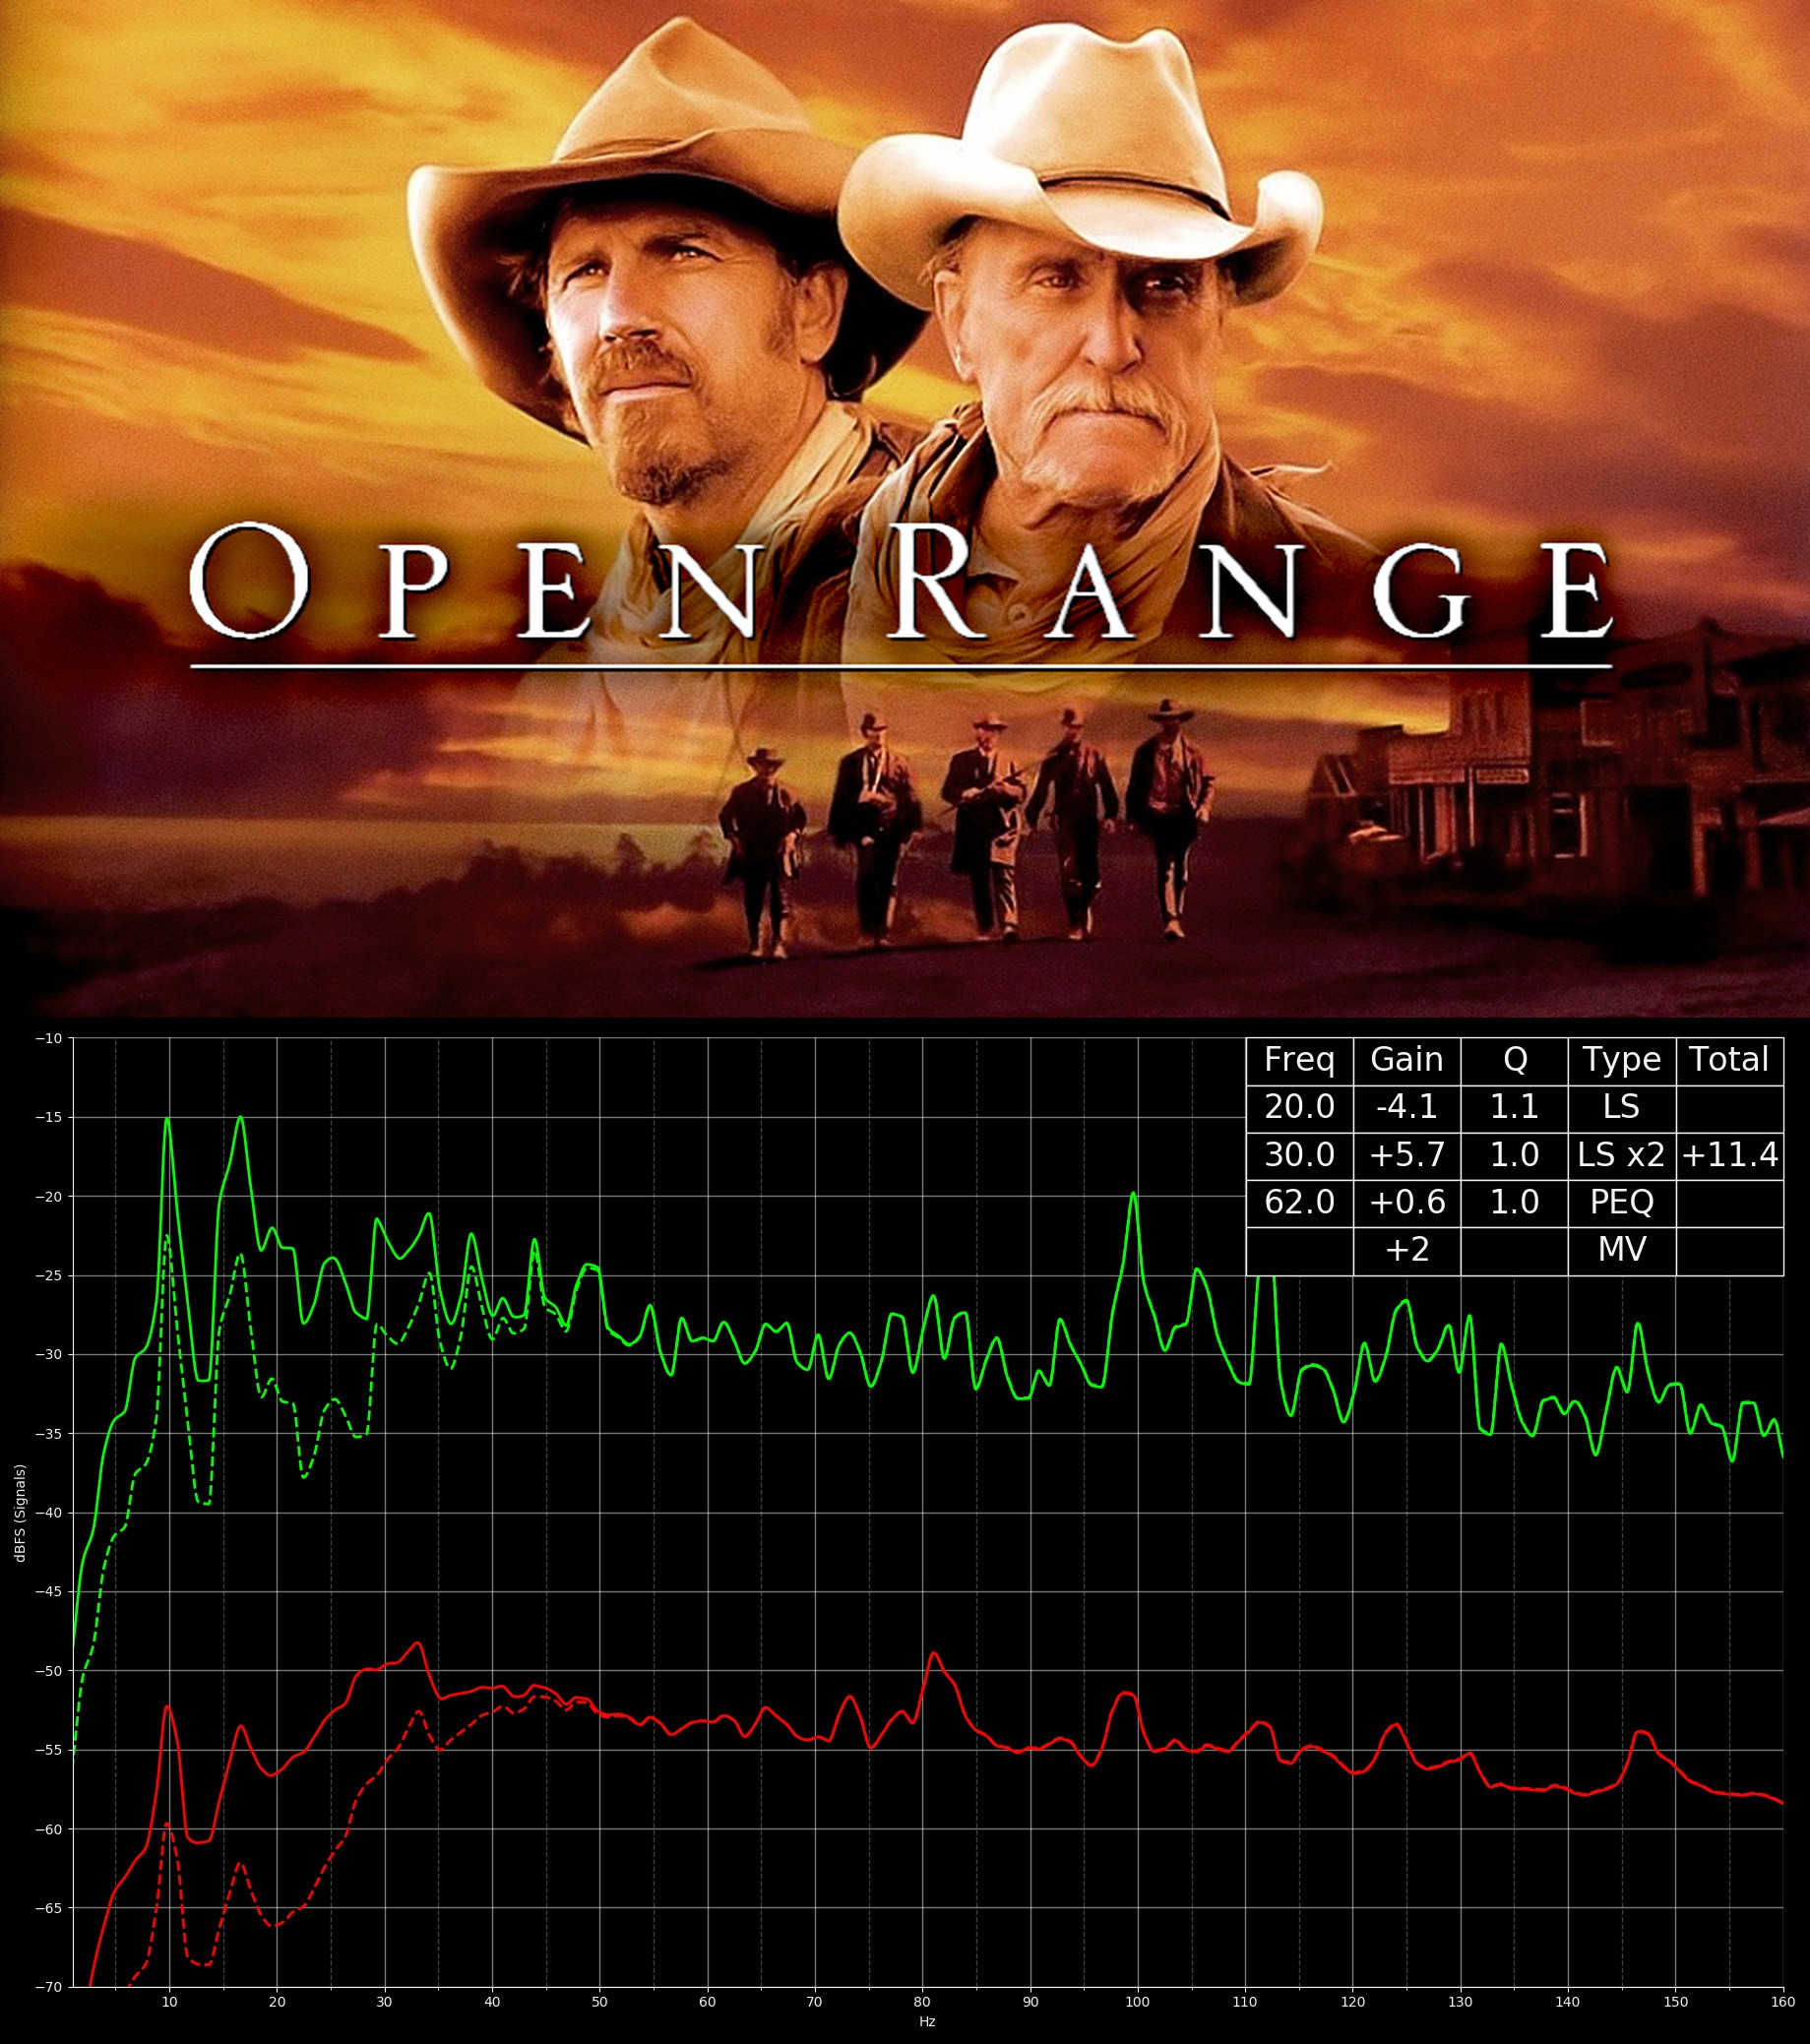 OPEN RANGE
Freq Gain Q Type Total
20.0 -4.1 1.1 LS
30.0 +5.7 1.0 LS x2 +11.4
62.0 +0.6 1.0 PEQ
+2 MV
−10
−15
−20
−25
−30
−35
−40
−45
−50
−55
−60
−65
−70
dBFS (Signals)
10 20 30 40 50 60 70 80 90 100 110 120 130 140 150 160
Hz